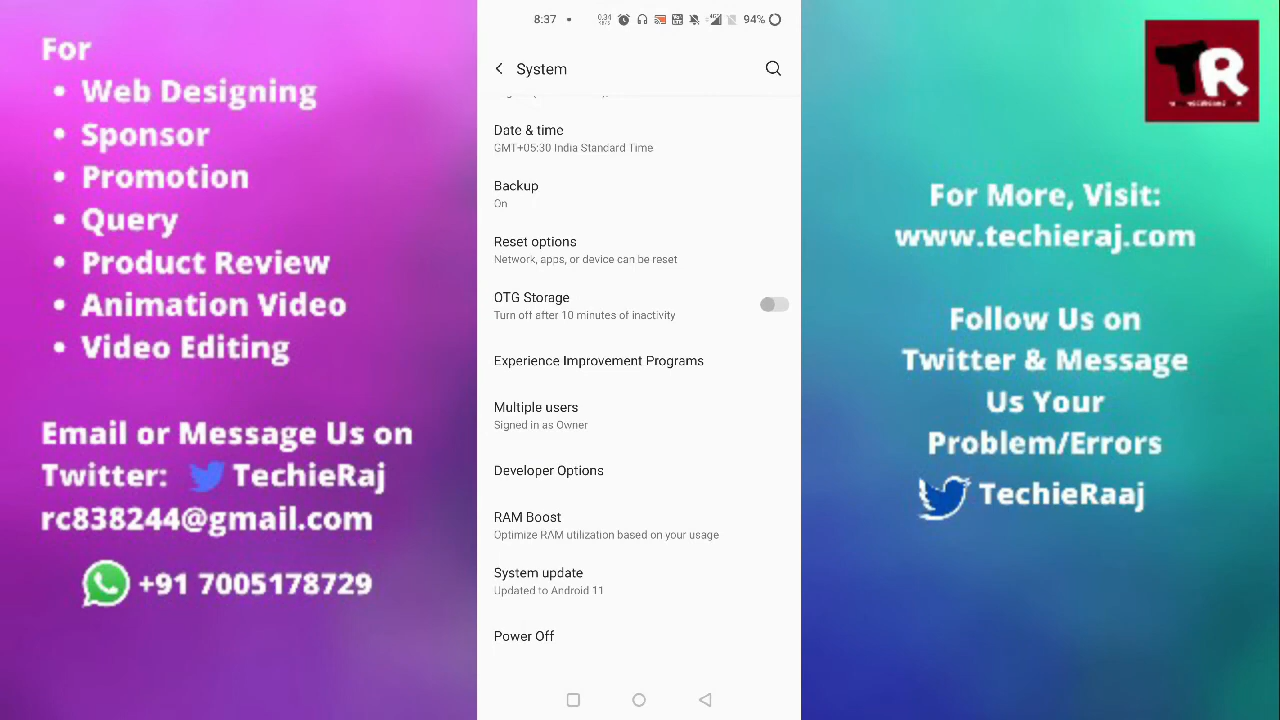 For
• Web Designing
• Sponsor
• Promotion
• Query
• Product Review
• Animation Video
• Video Editing
Email or Message Us on
Twitter: TechieRaj
rc838244@gmail.com
+91 7005178729
8:37
94%
System
Date & time
GMT+05:30 India Standard Time
Backup
On
Reset options
Network, apps, or device can be reset
OTG Storage
Turn off after 10 minutes of inactivity
Experience Improvement Programs
Multiple users
Signed in as Owner
Developer Options
RAM Boost
Optimize RAM utilization based on your usage
System update
Updated to Android 11
Power Off
TR
For More, Visit:
www.techieraj.com
Follow Us on
Twitter & Message
Us Your
Problem/Errors
TechieRaaj